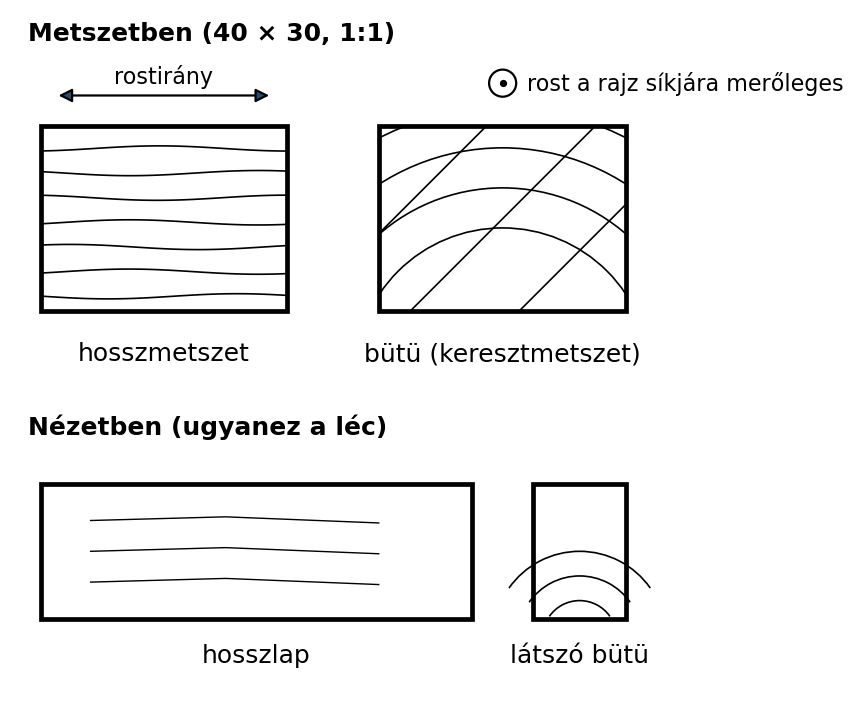 Metszetben (40 × 30, 1:1)
rostirány
rost a rajz síkjára merőleges
hosszmetszet
bütü (keresztmetszet)
Nézetben (ugyanez a léc)
hosszlap
látszó bütü